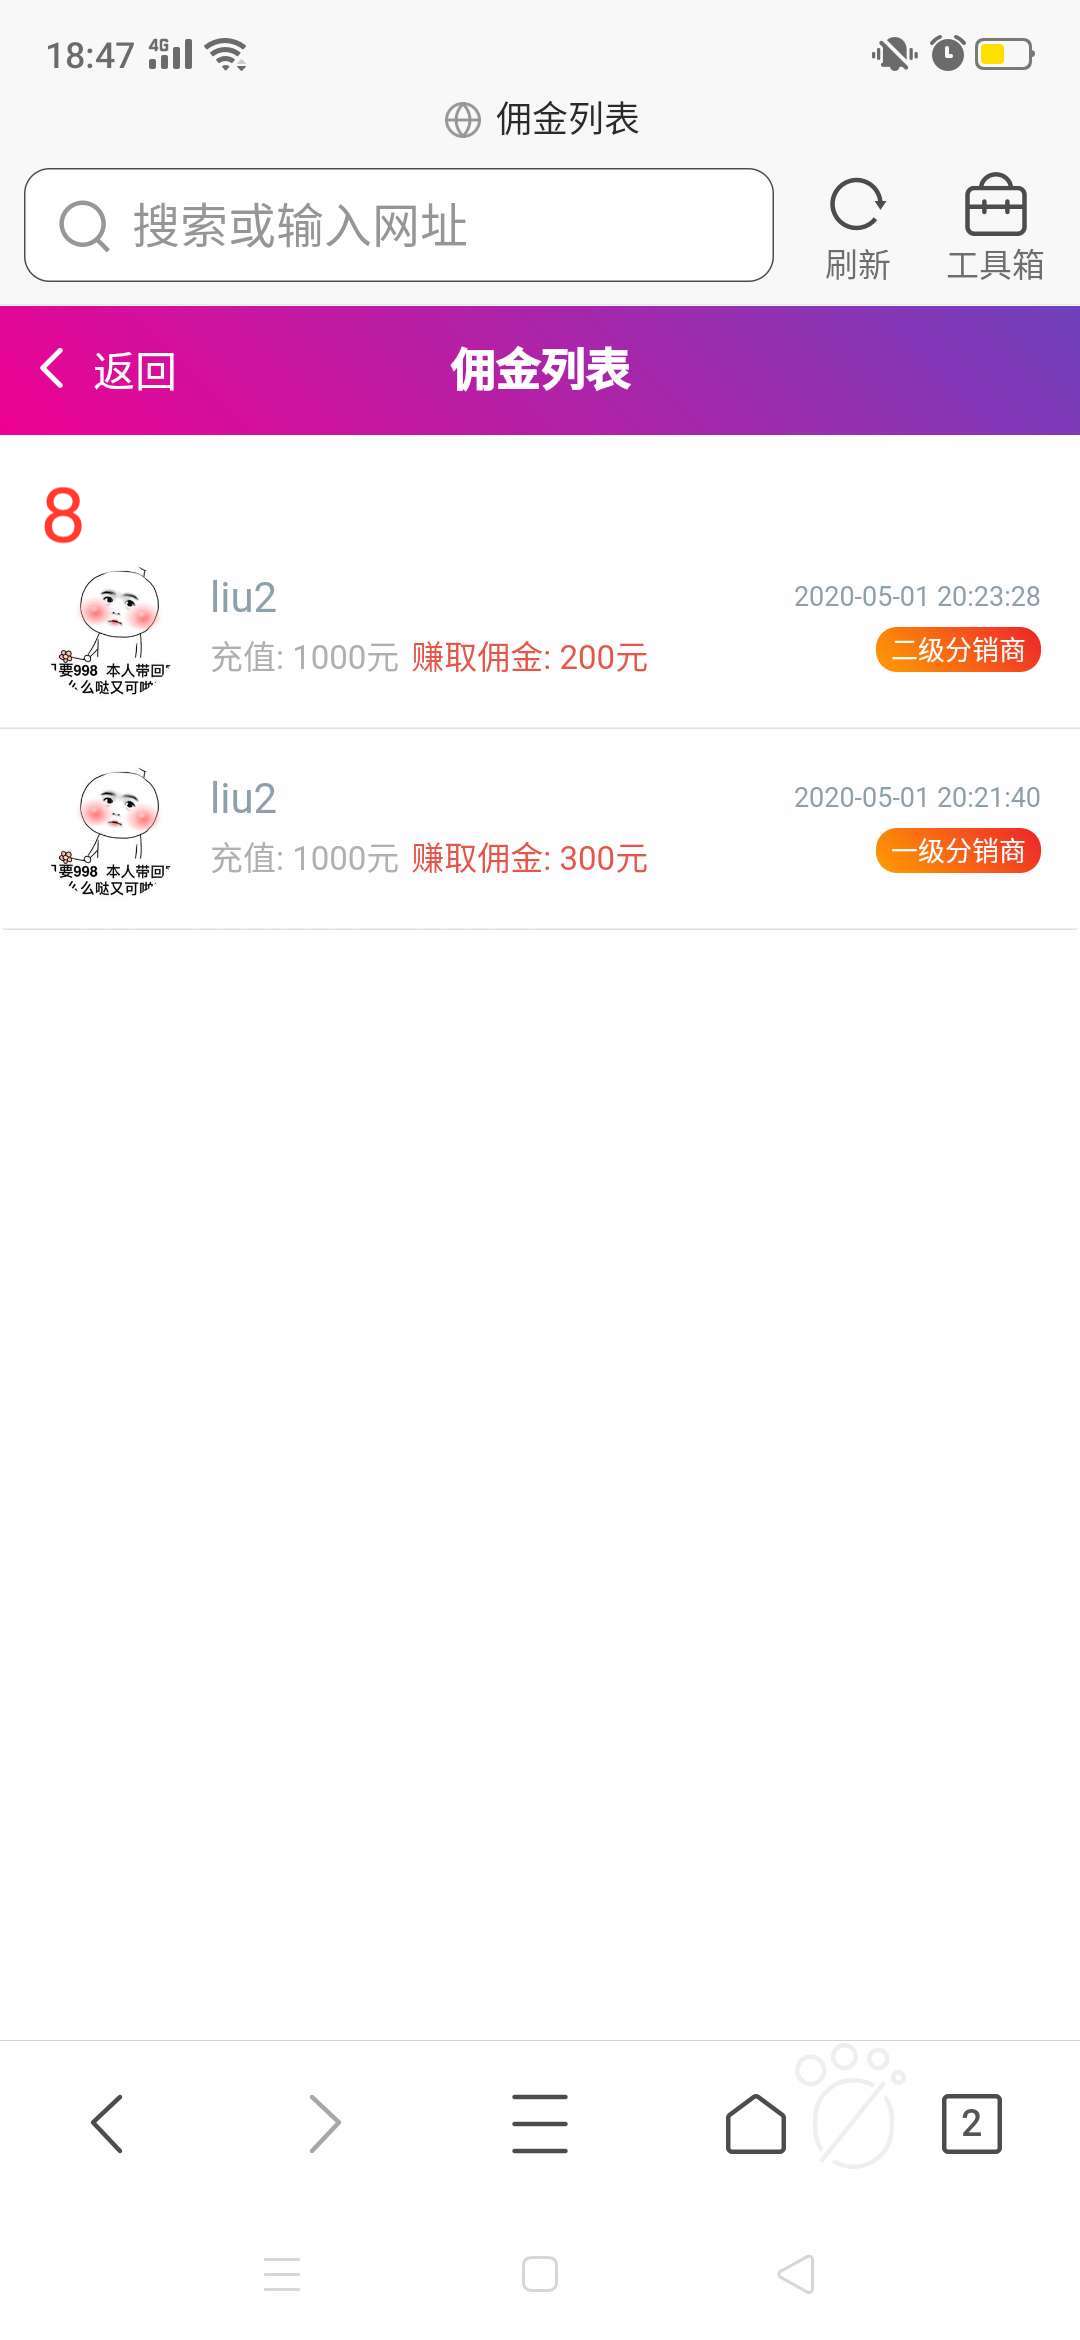 18:47 4G
佣金列表
搜索或输入网址
刷新 工具箱
返回 佣金列表
8
liu2 2020-05-01 20:23:28
充值: 1000元 赚取佣金: 200元 二级分销商
要998 本人带回
么哒又可
liu2 2020-05-01 20:21:40
充值: 1000元 赚取佣金: 300元 一级分销商
要998 本人带回
么哒又可
2